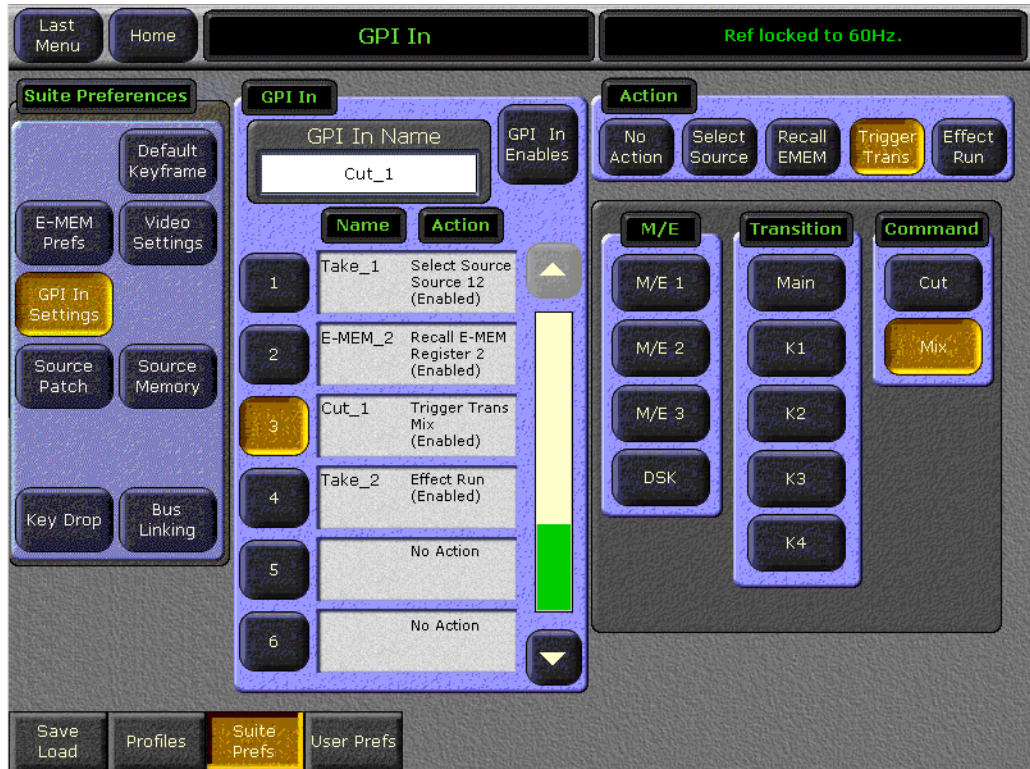 Last
Menu
Home
GPI In
Ref locked to 60Hz.
Suite Preferences
Default
Keyframe
E-MEM
Prefs
Video
Settings
GPI In
Settings
Source
Patch
Source
Memory
Key Drop
Bus
Linking
GPI In
GPI In Name
Cut_1
GPI In
Enables
Name
Action
1
Take_1
Select Source
Source 12
(Enabled)
2
E-MEM_2
Recall E-MEM
Register 2
(Enabled)
3
Cut_1
Trigger Trans
Mix
(Enabled)
4
Take_2
Effect Run
(Enabled)
5
No Action
6
No Action
Action
No
Action
Select
Source
Recall
EMEM
Trigger
Trans
Effect
Run
M/E
M/E 1
M/E 2
M/E 3
DSK
Transition
Main
K1
K2
K3
K4
Command
Cut
Mix
Save
Load
Profiles
Suite
Prefs
User Prefs